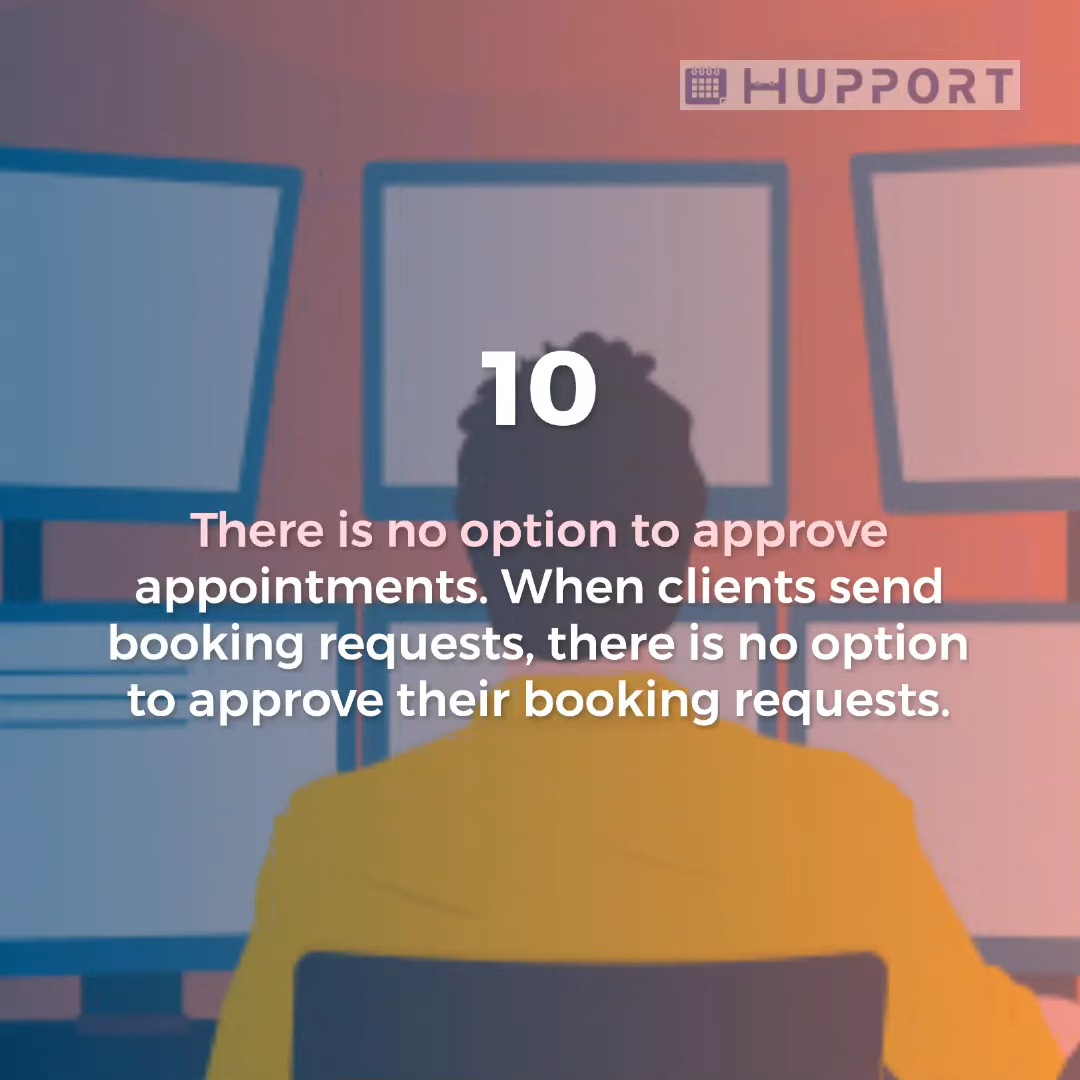 HUPPORT
10
There is no option to approve
appointments. When clients send
booking requests, there is no option
to approve their booking requests.